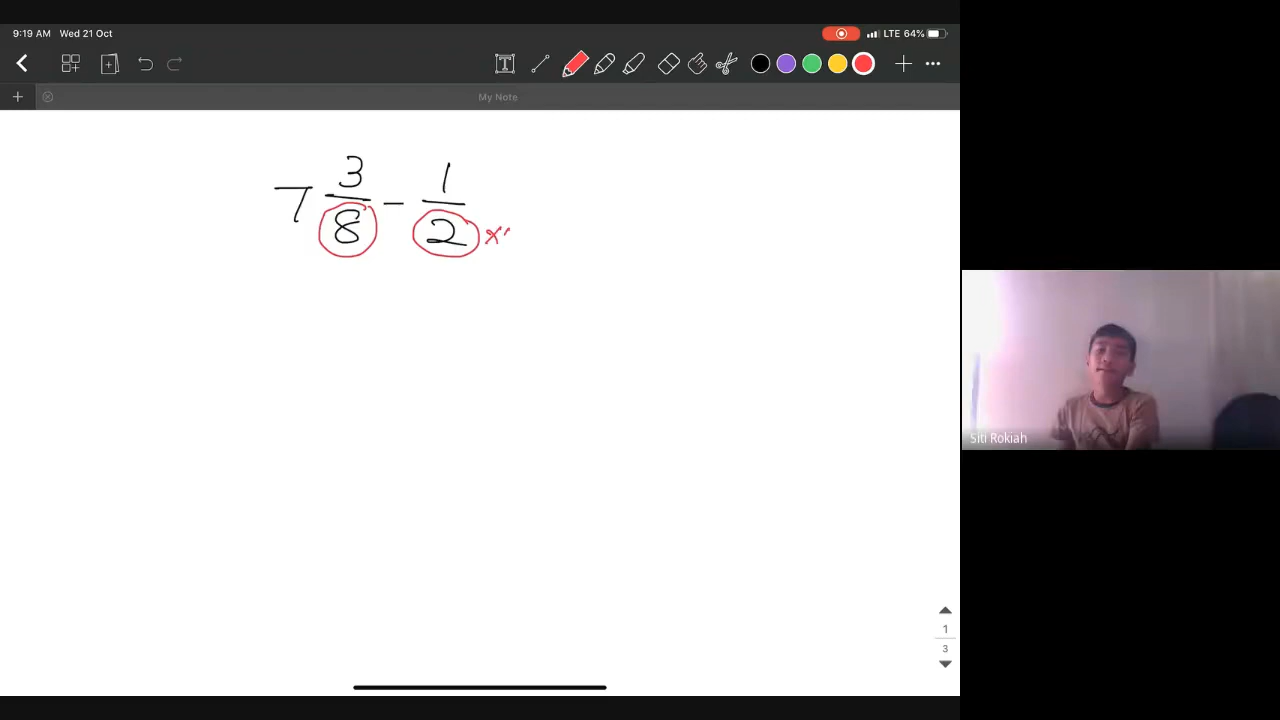 9:19 AM Wed 21 Oct LTE 64%
My Note
7 3/8 - 1/2 ×
1
3
Siti Rokiah